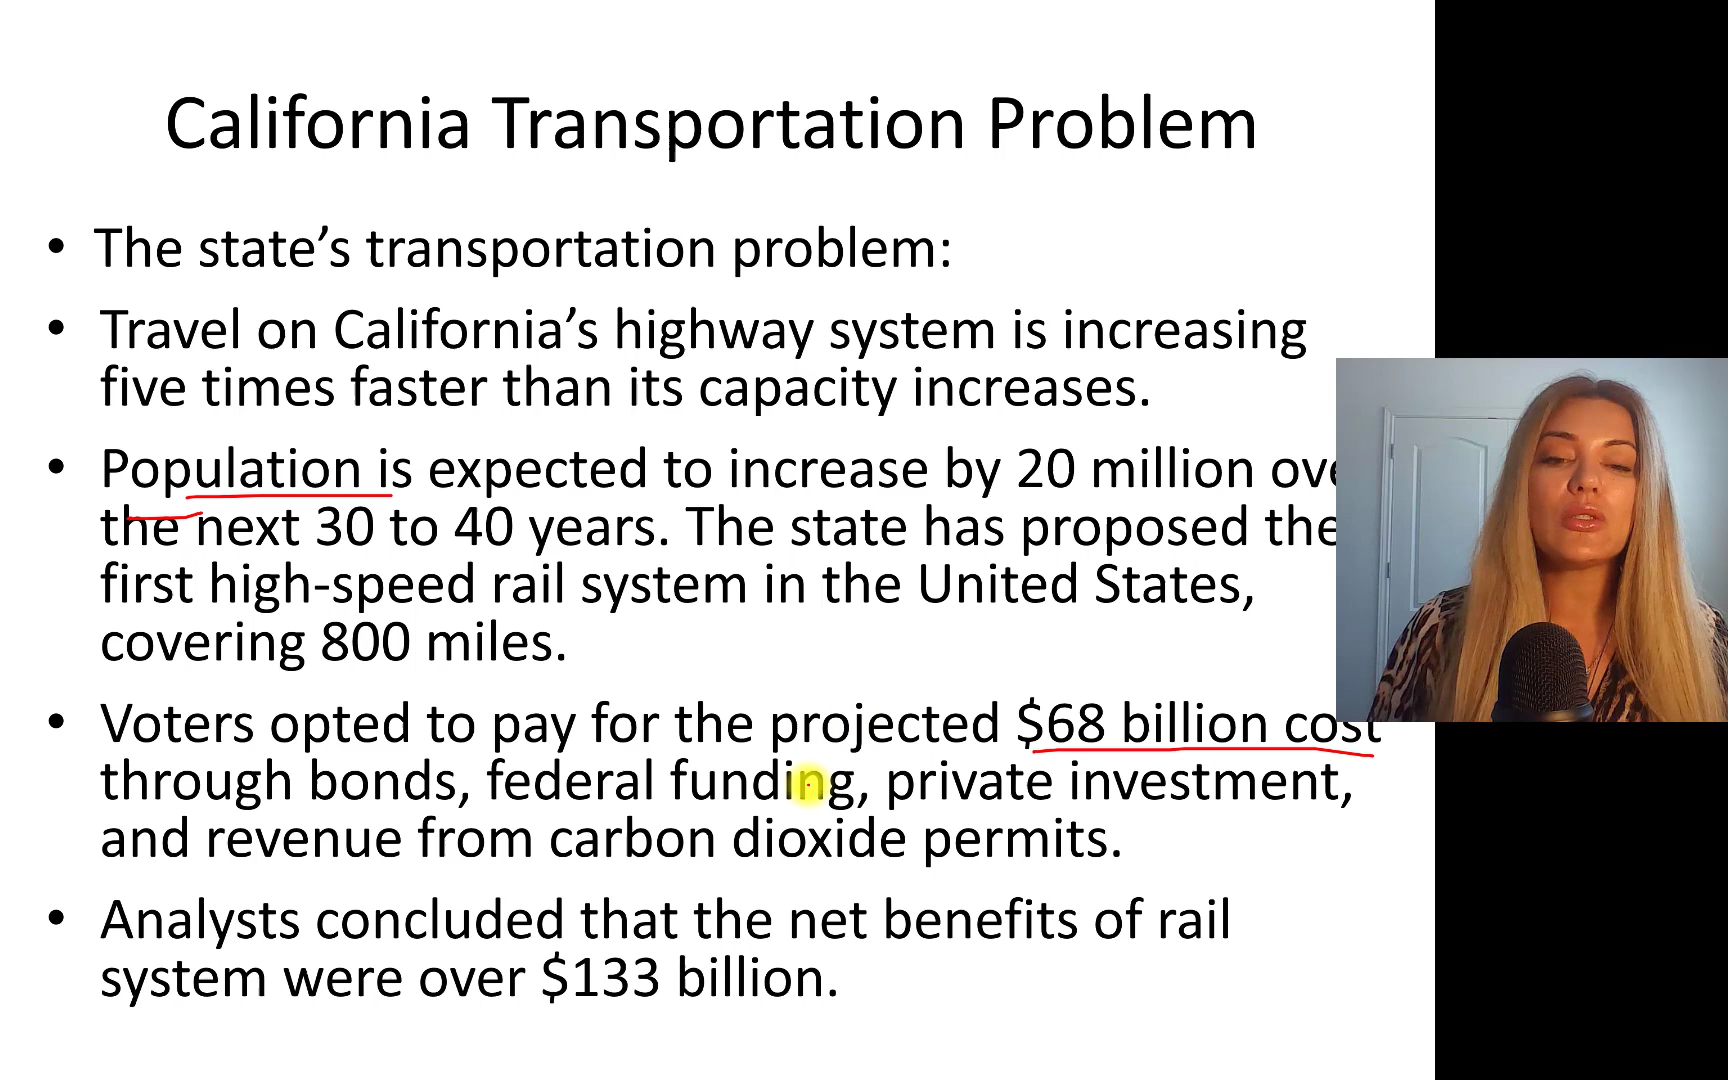 California Transportation Problem
• The state’s transportation problem:
• Travel on California’s highway system is increasing
five times faster than its capacity increases.
• Population is expected to increase by 20 million ove
the next 30 to 40 years. The state has proposed the
first high-speed rail system in the United States,
covering 800 miles.
• Voters opted to pay for the projected $68 billion cost
through bonds, federal funding, private investment,
and revenue from carbon dioxide permits.
• Analysts concluded that the net benefits of rail
system were over $133 billion.